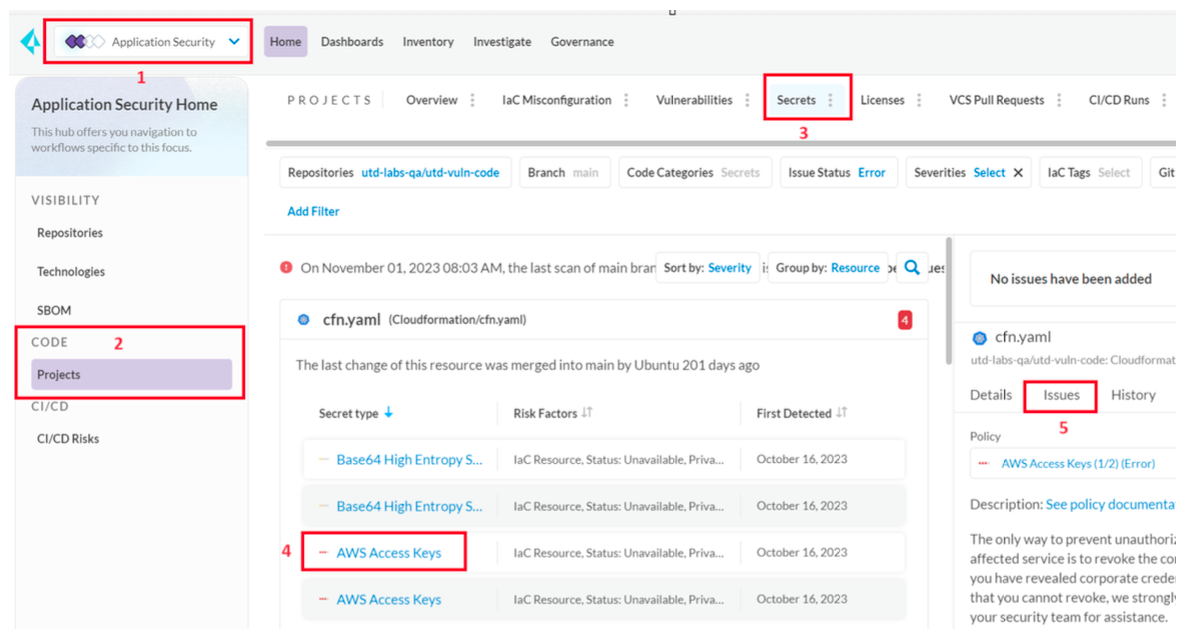 Application Security
Home Dashboards Inventory Investigate Governance
1
Application Security Home
This hub offers you navigation to
workflows specific to this focus.
VISIBILITY
Repositories
Technologies
SBOM
CODE 2
Projects
CI/CD
CI/CD Risks
PROJECTS Overview IaC Misconfiguration Vulnerabilities Secrets Licenses VCS Pull Requests CI/CD Runs
3
Repositories utd-labs-qa/utd-vuln-code Branch main Code Categories Secrets Issue Status Error Severities Select IaC Tags Select Git
Add Filter
On November 01, 2023 08:03 AM, the last scan of main bran Sort by: Severity Group by: Resource
cfn.yaml (Cloudformation/cfn.yaml) 4
The last change of this resource was merged into main by Ubuntu 201 days ago
Secret type Risk Factors First Detected
Base64 High Entropy S... IaC Resource, Status: Unavailable, Priva... October 16, 2023
Base64 High Entropy S... IaC Resource, Status: Unavailable, Priva... October 16, 2023
4 AWS Access Keys IaC Resource, Status: Unavailable, Priva... October 16, 2023
AWS Access Keys IaC Resource, Status: Unavailable, Priva... October 16, 2023
No issues have been added
cfn.yaml
utd-labs-qa/utd-vuln-code: Cloudformat
Details Issues History
5
Policy
AWS Access Keys (1/2) (Error)
Description: See policy documenta
The only way to prevent unauthoriz
affected service is to revoke the co
you have revealed corporate crede
that you cannot revoke, we strongly
your security team for assistance.